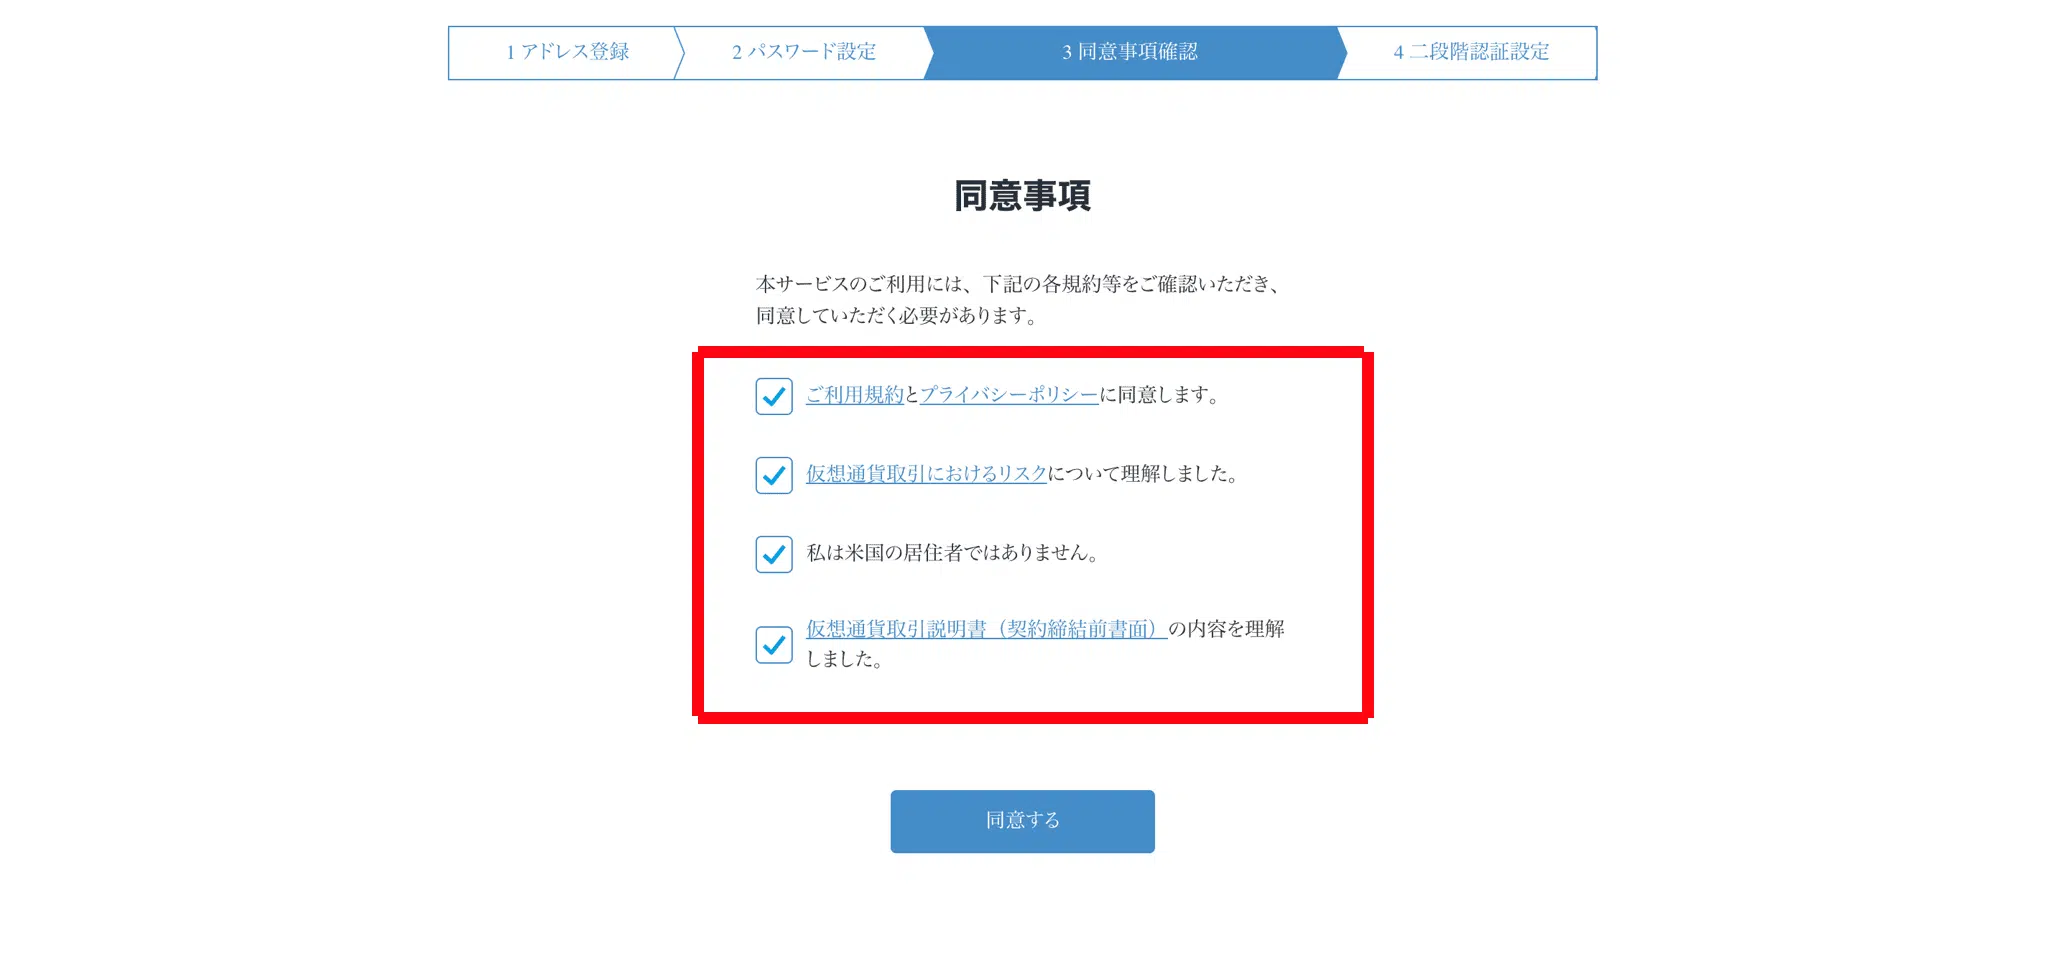 1 アドレス登録
2 パスワード設定
3 同意事項確認
4 二段階認証設定
同意事項
本サービスのご利用には、下記の各規約等をご確認いただき、
同意していただく必要があります。
ご利用規約とプライバシーポリシーに同意します。
仮想通貨取引におけるリスクについて理解しました。
私は米国の居住者ではありません。
仮想通貨取引説明書（契約締結前書面）の内容を理解
しました。
同意する